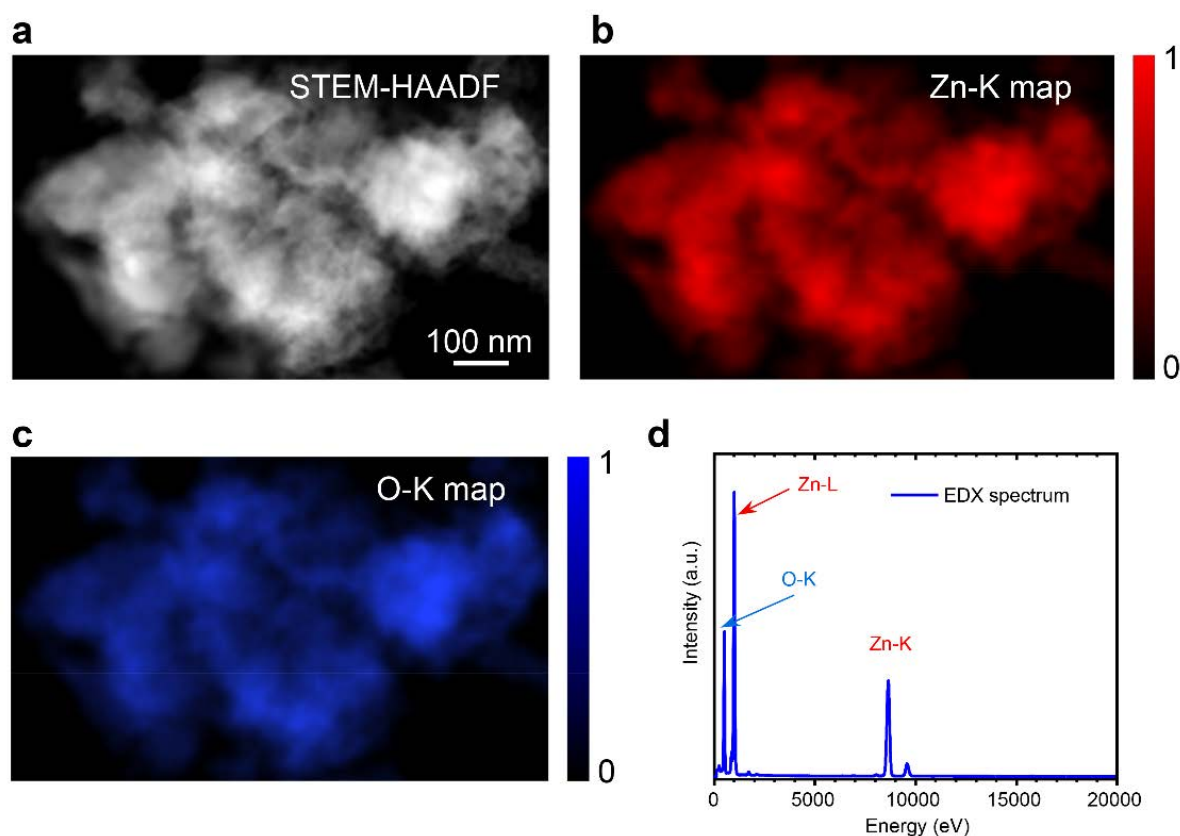 a
STEM-HAADF
100 nm
b
Zn-K map
1
0
c
O-K map
1
0
d
Zn-L
EDX spectrum
O-K
Zn-K
Intensity (a.u.)
0 5000 10000 15000 20000
Energy (eV)